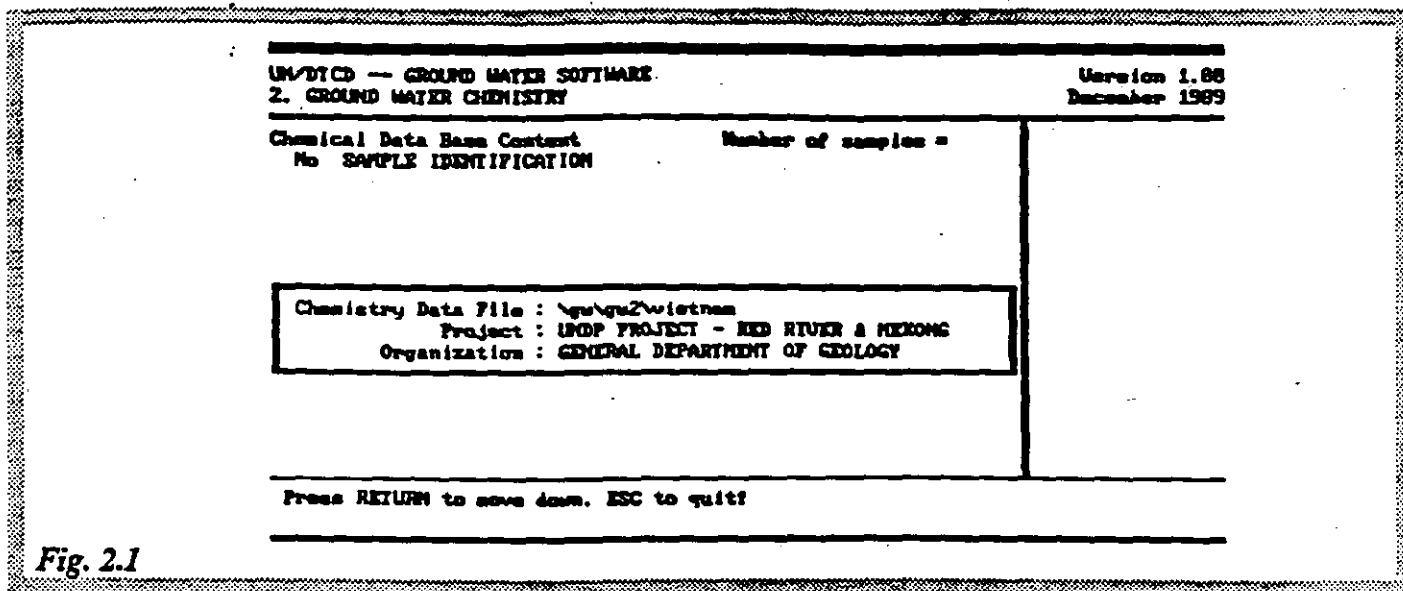 UN/DTCD -- GROUND WATER SOFTWARE Version 1.08
2. GROUND WATER CHEMISTRY December 1989
Chemical Data Base Content Number of samples =
No SAMPLE IDENTIFICATION
Chemistry Data File : \gw\gw2\vietnam
Project : UNDP PROJECT - RED RIVER & MEKONG
Organization : GENERAL DEPARTMENT OF GEOLOGY
Press RETURN to move down. ESC to quit!
Fig. 2.1